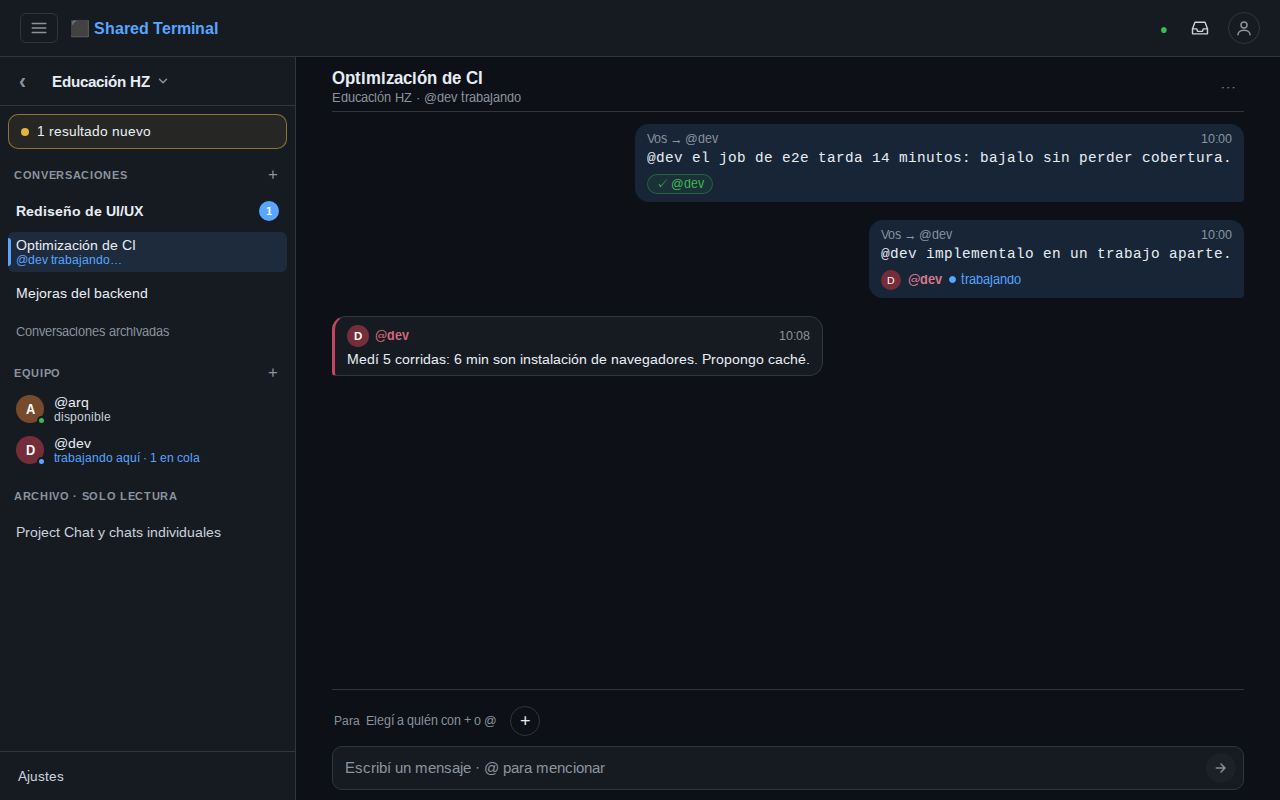 Shared Terminal
Educación HZ
1 resultado nuevo
CONVERSACIONES
Rediseño de UI/UX
1
Optimización de CI
@dev trabajando…
Mejoras del backend
Conversaciones archivadas
EQUIPO
A
@arq
disponible
D
@dev
trabajando aquí · 1 en cola
ARCHIVO · SOLO LECTURA
Project Chat y chats individuales
Ajustes
Optimización de CI
Educación HZ · @dev trabajando
Vos → @dev 10:00
@dev el job de e2e tarda 14 minutos: bajalo sin perder cobertura.
✓ @dev
Vos → @dev 10:00
@dev implementalo en un trabajo aparte.
D @dev trabajando
D @dev 10:08
Medí 5 corridas: 6 min son instalación de navegadores. Propongo caché.
Para Elegí a quién con + o @
Escribí un mensaje · @ para mencionar